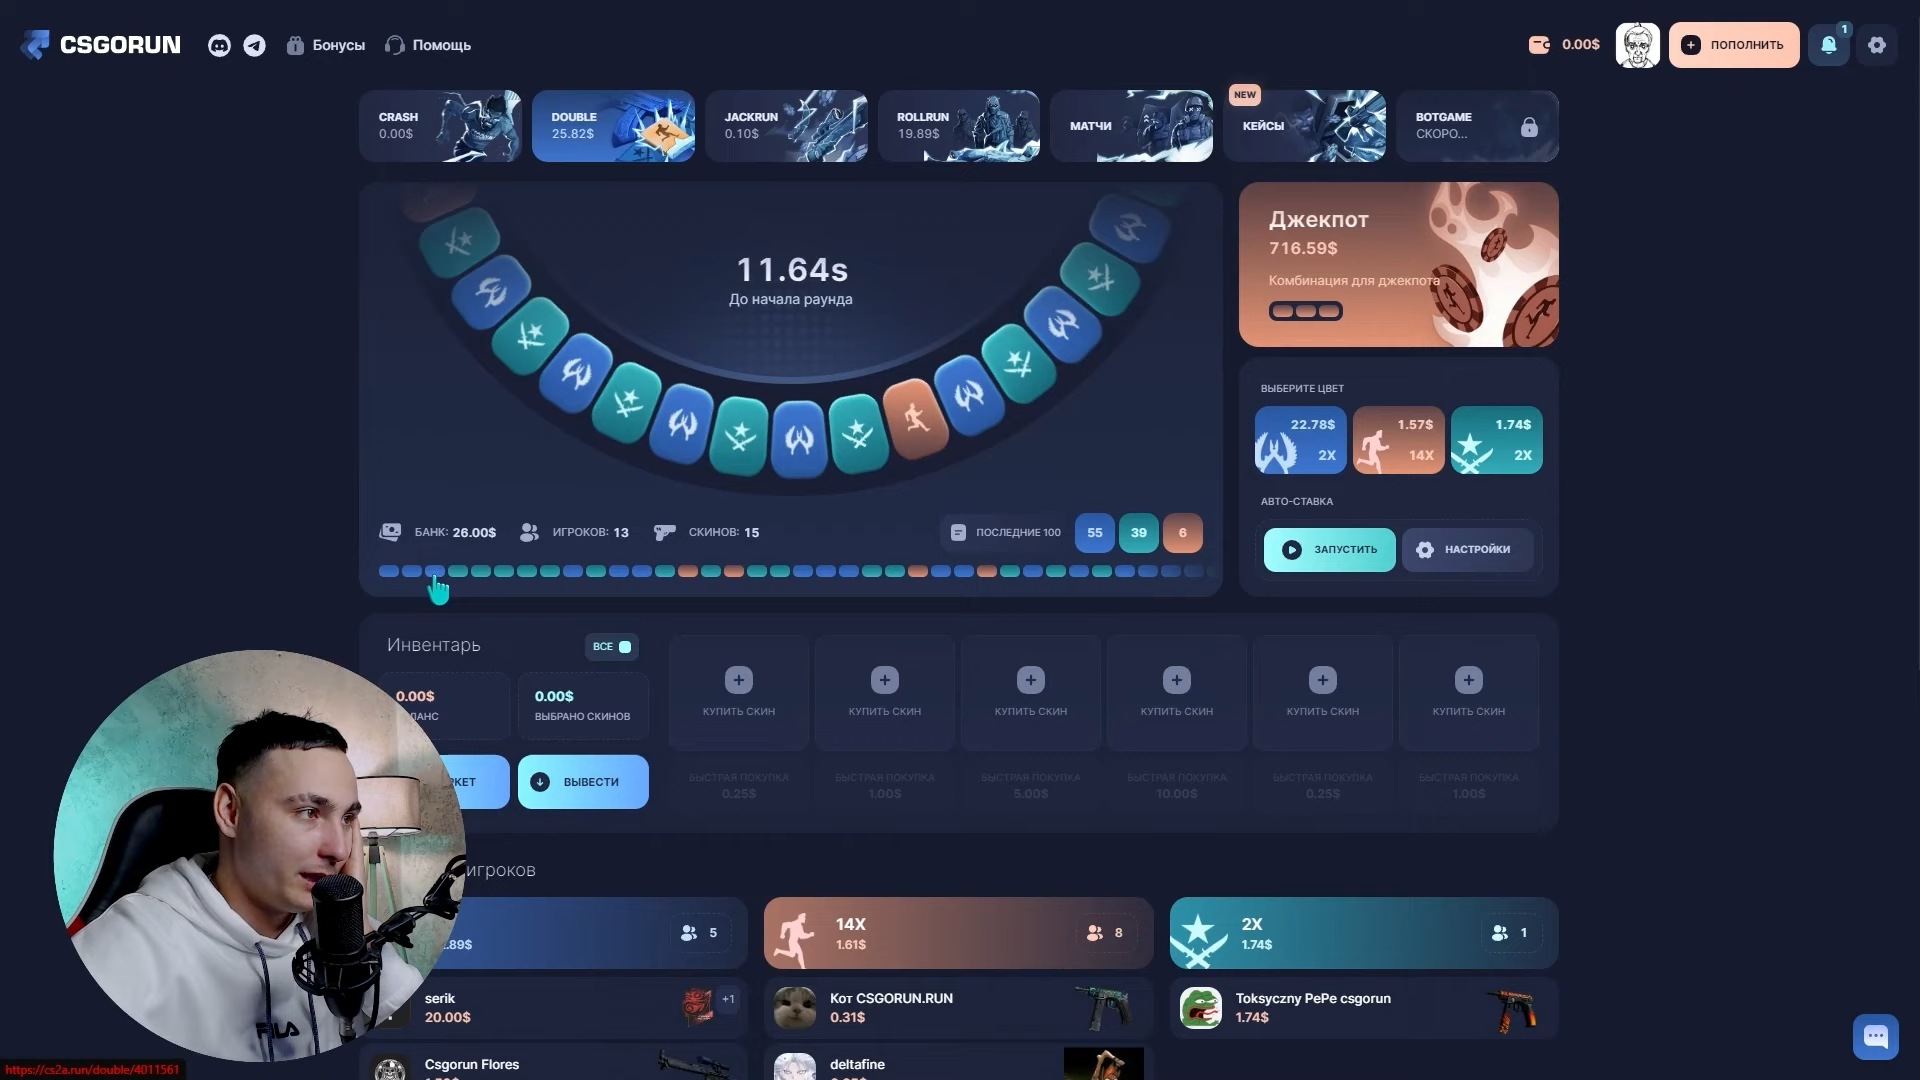 CSGORUN
Бонусы
Помощь
0.00$
ПОПОЛНИТЬ
1
CRASH
0.00$
DOUBLE
25.82$
JACKRUN
0.10$
ROLLRUN
19.89$
МАТЧИ
NEW
КЕЙСЫ
BOTGAME
СКОРО...
11.64s
До начала раунда
Джекпот
716.59$
Комбинация для джекпота
ВЫБЕРИТЕ ЦВЕТ
22.78$
2X
1.57$
14X
1.74$
2X
АВТО-СТАВКА
ЗАПУСТИТЬ
НАСТРОЙКИ
БАНК: 26.00$
ИГРОКОВ: 13
СКИНОВ: 15
ПОСЛЕДНИЕ 100
55
39
6
Инвентарь
ВСЕ
0.00$
ЛАНС
0.00$
ВЫБРАНО СКИНОВ
РКЕТ
ВЫВЕСТИ
КУПИТЬ СКИН
КУПИТЬ СКИН
КУПИТЬ СКИН
КУПИТЬ СКИН
КУПИТЬ СКИН
КУПИТЬ СКИН
БЫСТРАЯ ПОКУПКА
0.25$
БЫСТРАЯ ПОКУПКА
1.00$
БЫСТРАЯ ПОКУПКА
5.00$
БЫСТРАЯ ПОКУПКА
10.00$
БЫСТРАЯ ПОКУПКА
0.25$
БЫСТРАЯ ПОКУПКА
1.00$
игроков
.89$
5
14X
1.61$
8
2X
1.74$
1
serik
20.00$
+1
Кот CSGORUN.RUN
0.31$
Toksyczny PePe csgorun
1.74$
Csgorun Flores
deltafine
FILA
https://cs2a.run/double/4011561